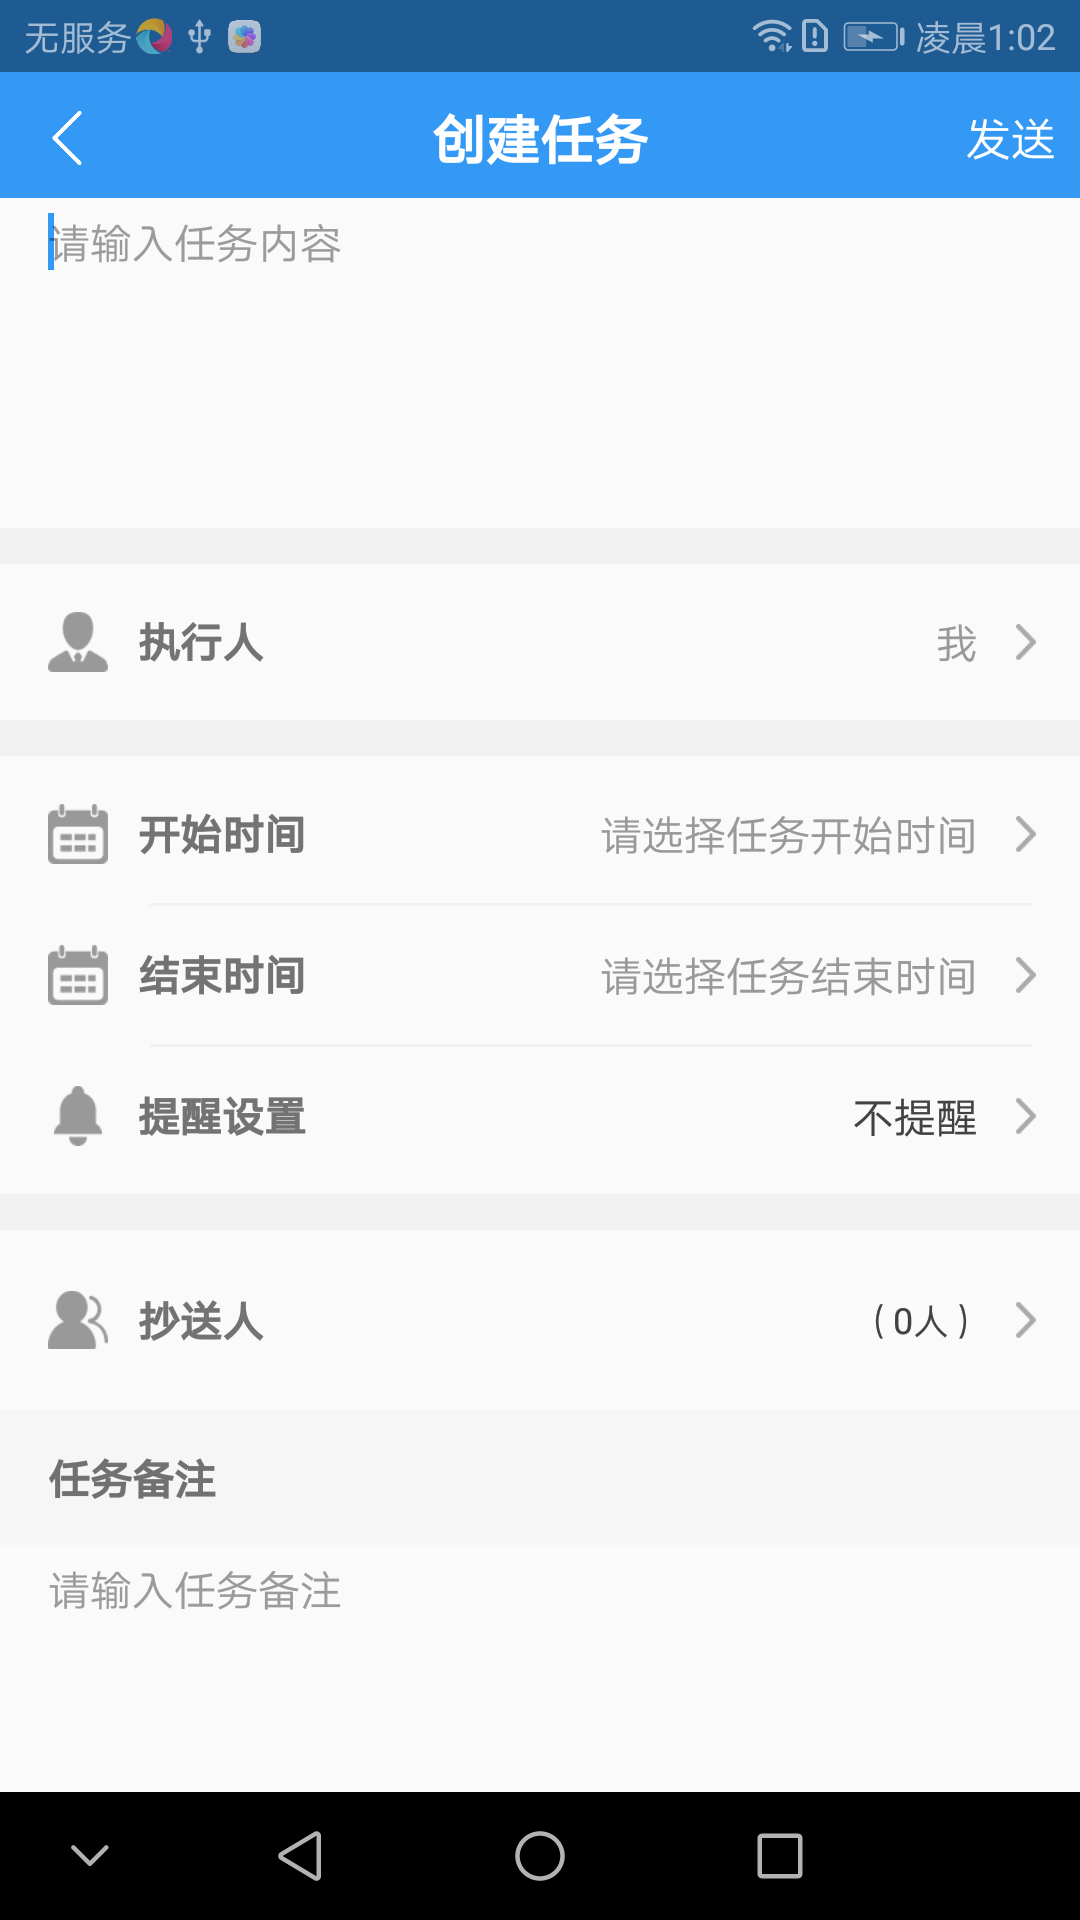 无服务 凌晨1:02
创建任务 发送
请输入任务内容
执行人 我
开始时间 请选择任务开始时间
结束时间 请选择任务结束时间
提醒设置 不提醒
抄送人 (0人)
任务备注
请输入任务备注